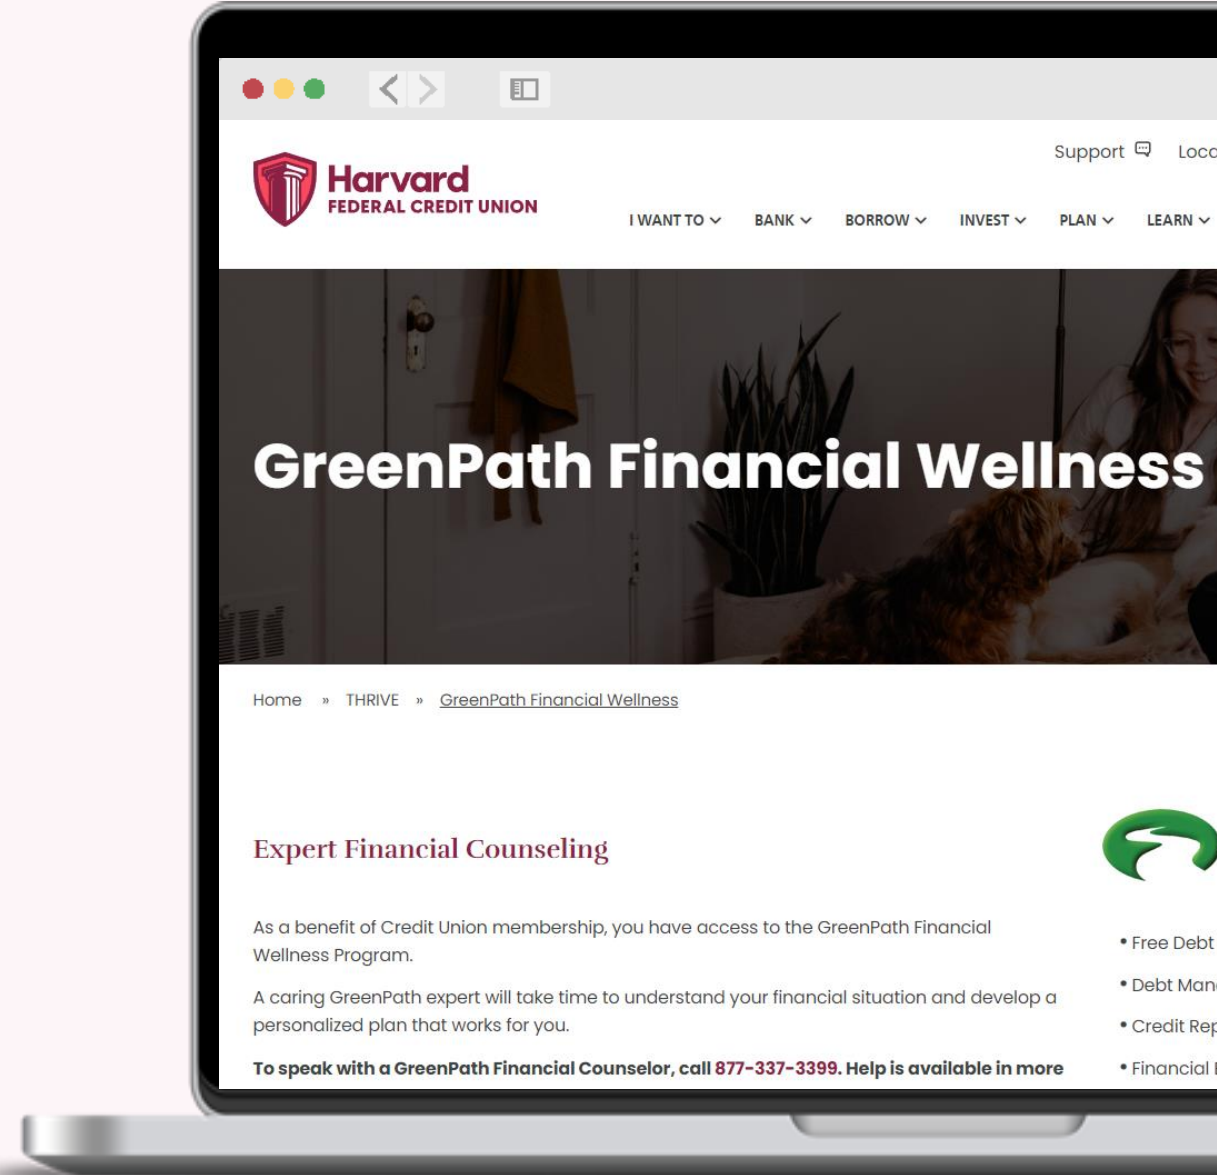 Support
Harvard
FEDERAL CREDIT UNION
I WANT TO
BANK
BORROW
INVEST
PLAN
LEARN
GreenPath Financial Wellness
Home » THRIVE » GreenPath Financial Wellness
Expert Financial Counseling
As a benefit of Credit Union membership, you have access to the GreenPath Financial
Wellness Program.
A caring GreenPath expert will take time to understand your financial situation and develop a
personalized plan that works for you.
To speak with a GreenPath Financial Counselor, call 877-337-3399. Help is available in more
• Free Debt
• Debt
• Credit
• Financial